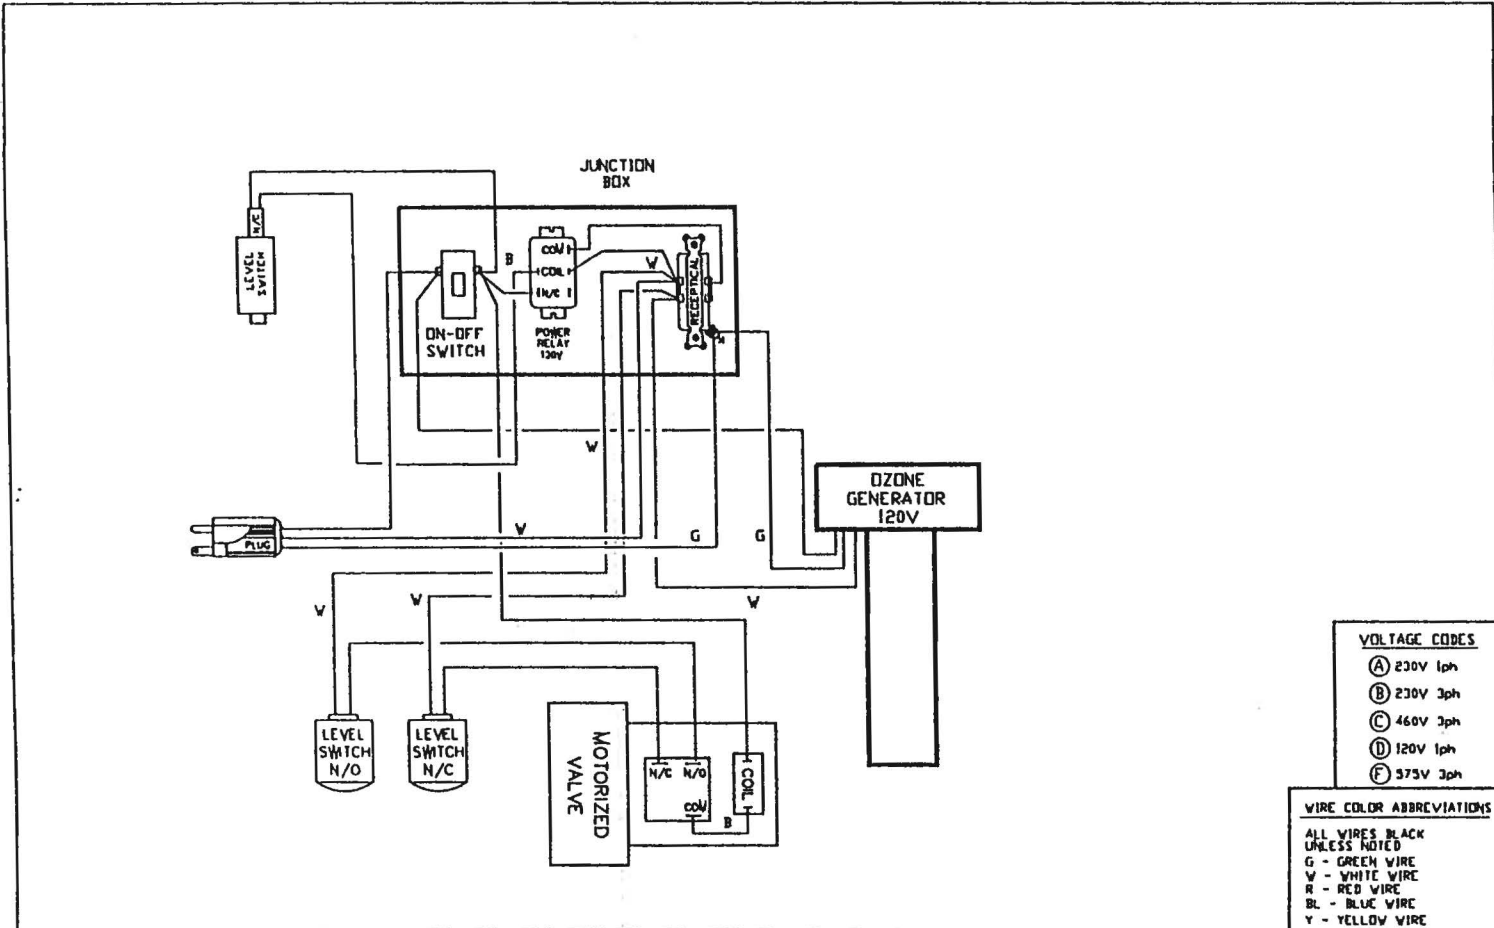 JUNCTION
BOX
N/C
LEVEL
SWITCH
B
COM
COIL
N/C
W
RECEPTICAL
ON-OFF
SWITCH
POWER
RELAY
120V
W
OZONE
GENERATOR
120V
PLUG
W
G
G
W
W
W
LEVEL
SWITCH
N/O
LEVEL
SWITCH
N/C
MOTORIZED
VALVE
N/C
N/O
COM
COIL
B
VOLTAGE CODES
A 230V 1ph
B 230V 3ph
C 460V 3ph
D 120V 1ph
F 575V 3ph
WIRE COLOR ABBREVIATIONS
ALL WIRES BLACK
UNLESS NOTED
G - GREEN WIRE
W - WHITE WIRE
R - RED WIRE
BL - BLUE WIRE
Y - YELLOW WIRE